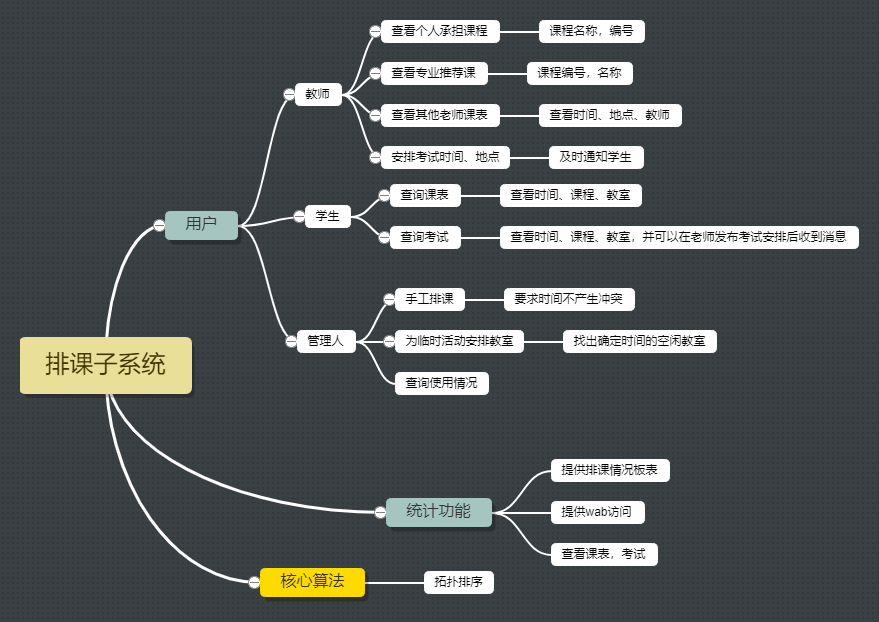 查看个人承担课程
课程名称，编号
查看专业推荐课
课程编号，名称
教师
查看其他老师课表
查看时间、地点、教师
安排考试时间、地点
及时通知学生
查询课表
查看时间、课程、教室
用户
学生
查询考试
查看时间、课程、教室，并可以在老师发布考试安排后收到消息
手工排课
要求时间不产生冲突
管理人
为临时活动安排教室
找出确定时间的空闲教室
排课子系统
查询使用情况
提供排课情况板表
统计功能
提供wab访问
查看课表，考试
核心算法
拓扑排序